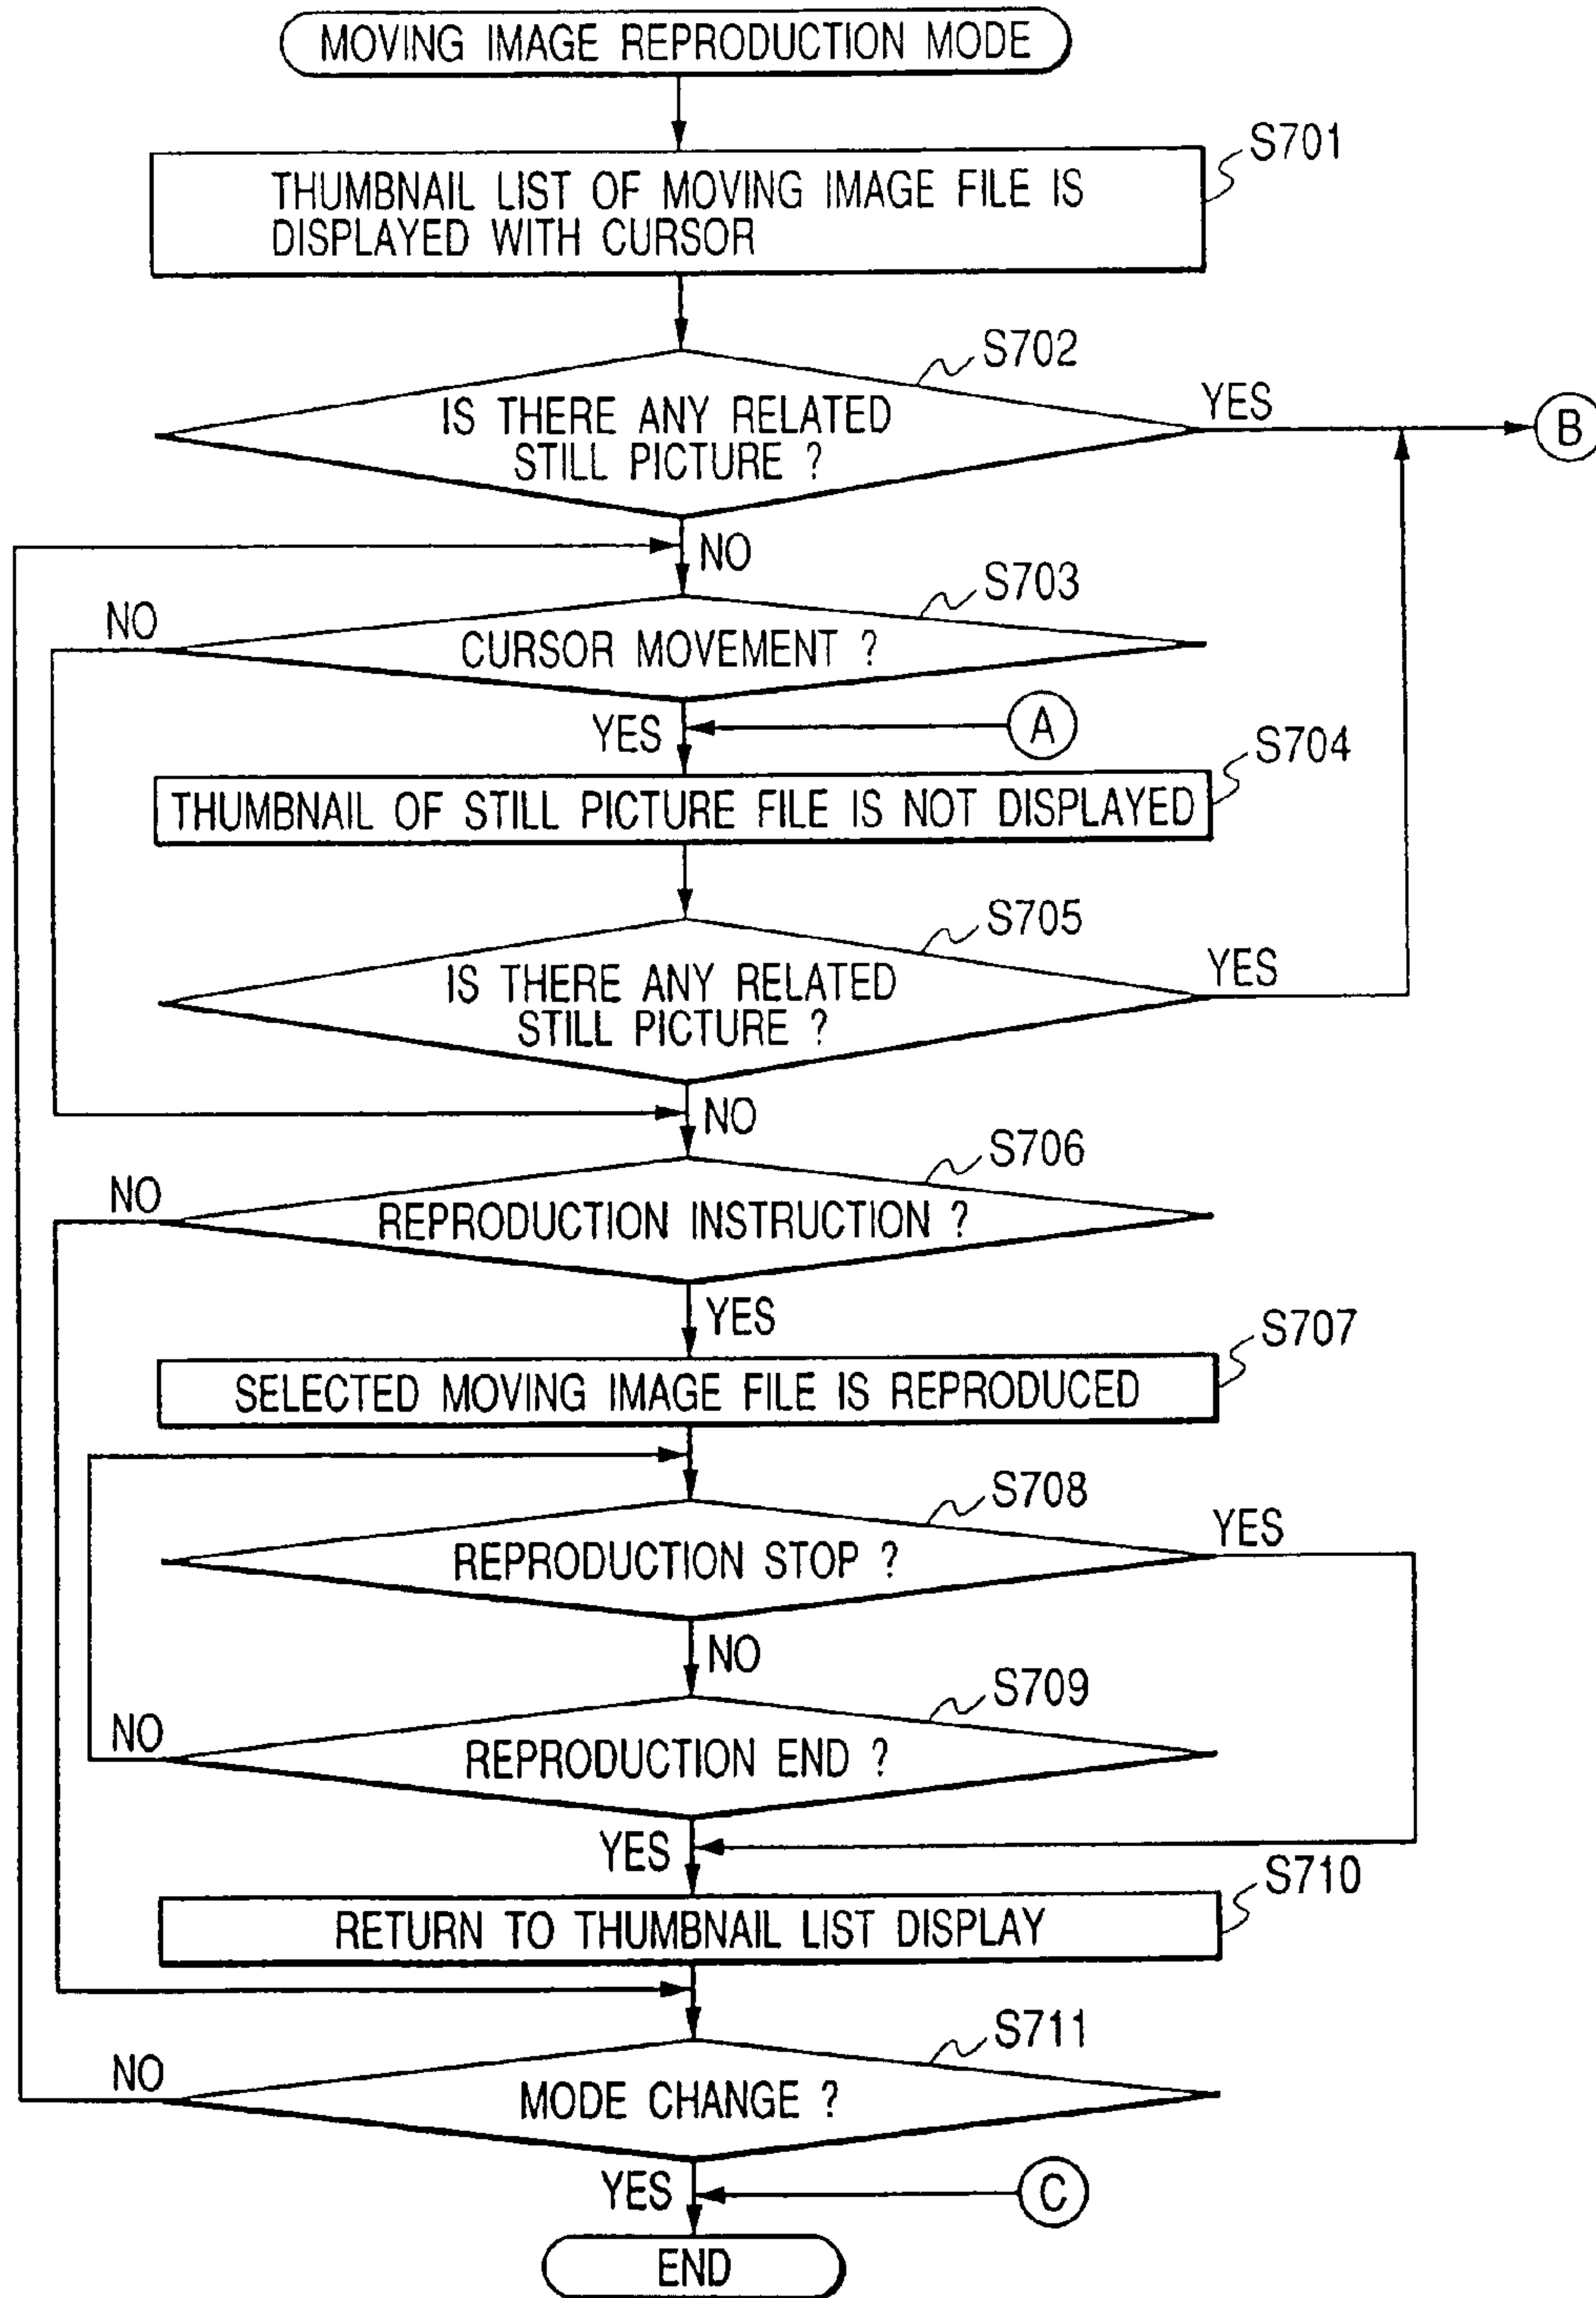 MOVING IMAGE REPRODUCTION MODE
S701
THUMBNAIL LIST OF MOVING IMAGE FILE IS
DISPLAYED WITH CURSOR
S702
IS THERE ANY RELATED
STILL PICTURE ?
YES
B
NO
S703
NO
CURSOR MOVEMENT ?
YES
A
S704
THUMBNAIL OF STILL PICTURE FILE IS NOT DISPLAYED
S705
IS THERE ANY RELATED
STILL PICTURE ?
YES
NO
S706
NO
REPRODUCTION INSTRUCTION ?
YES
S707
SELECTED MOVING IMAGE FILE IS REPRODUCED
S708
REPRODUCTION STOP ?
YES
NO
S709
NO
REPRODUCTION END ?
YES
S710
RETURN TO THUMBNAIL LIST DISPLAY
S711
NO
MODE CHANGE ?
YES
C
END